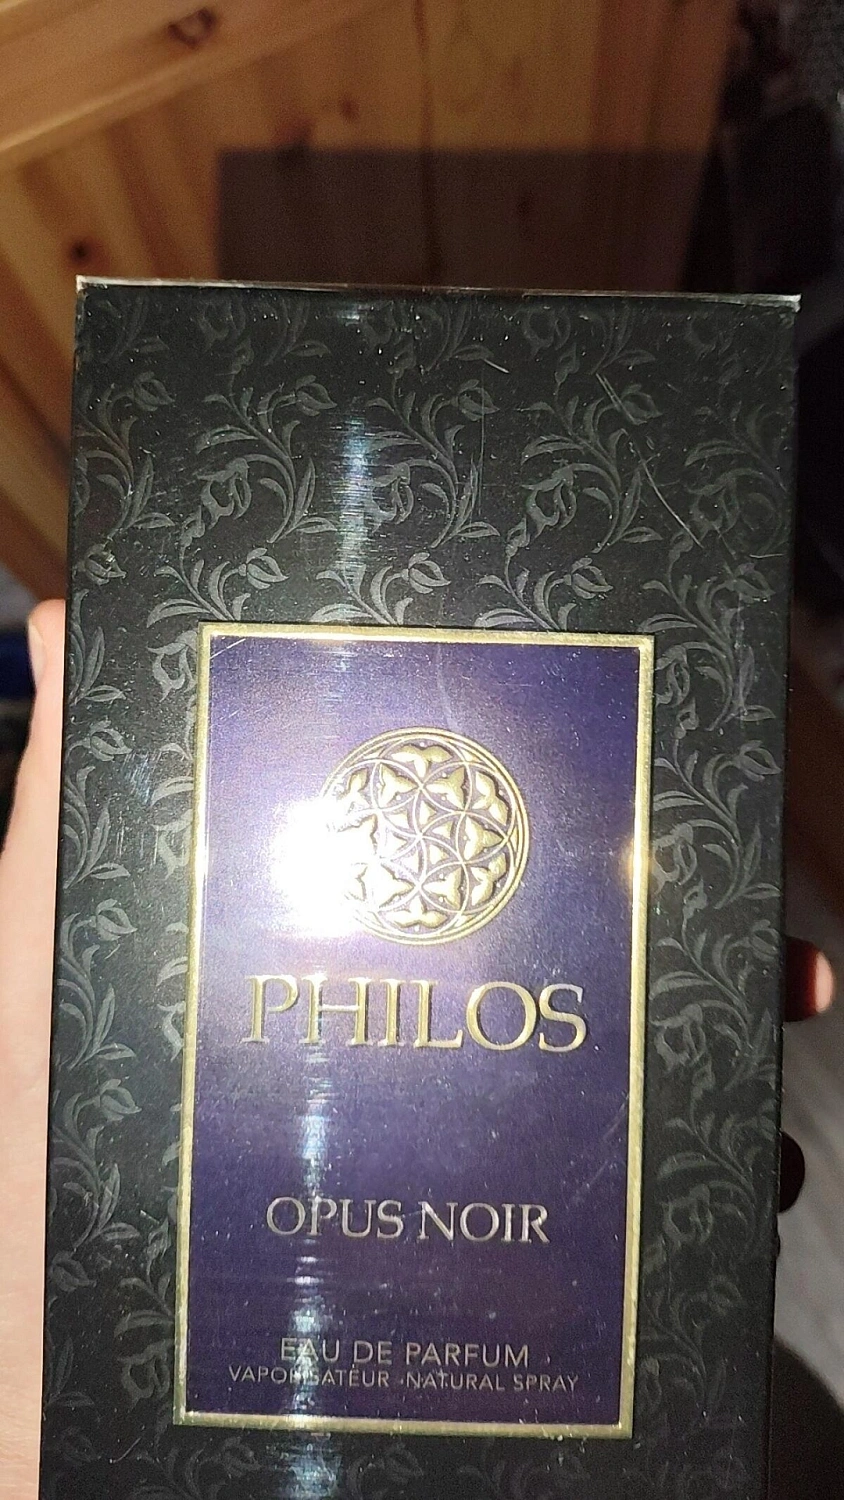 PHILOS
OPUS NOIR
EAU DE PARFUM
VAPORISATEUR · NATURAL SPRAY